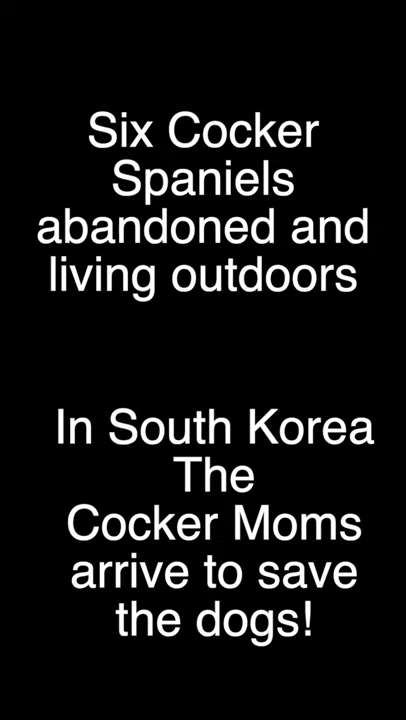 Six Cocker
Spaniels
abandoned and
living outdoors
In South Korea
The
Cocker Moms
arrive to save
the dogs!